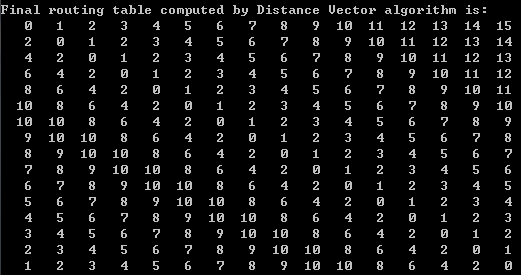 Final routing table computed by Distance Vector algorithm is:
0 1 2 3 4 5 6 7 8 9 10 11 12 13 14 15
2 0 1 2 3 4 5 6 7 8 9 10 11 12 13 14
4 2 0 1 2 3 4 5 6 7 8 9 10 11 12 13
6 4 2 0 1 2 3 4 5 6 7 8 9 10 11 12
8 6 4 2 0 1 2 3 4 5 6 7 8 9 10 11
10 8 6 4 2 0 1 2 3 4 5 6 7 8 9 10
10 10 8 6 4 2 0 1 2 3 4 5 6 7 8 9
9 10 10 8 6 4 2 0 1 2 3 4 5 6 7 8
8 9 10 10 8 6 4 2 0 1 2 3 4 5 6 7
7 8 9 10 10 8 6 4 2 0 1 2 3 4 5 6
6 7 8 9 10 10 8 6 4 2 0 1 2 3 4 5
5 6 7 8 9 10 10 8 6 4 2 0 1 2 3 4
4 5 6 7 8 9 10 10 8 6 4 2 0 1 2 3
3 4 5 6 7 8 9 10 10 8 6 4 2 0 1 2
2 3 4 5 6 7 8 9 10 10 8 6 4 2 0 1
1 2 3 4 5 6 7 8 9 10 10 8 6 4 2 0